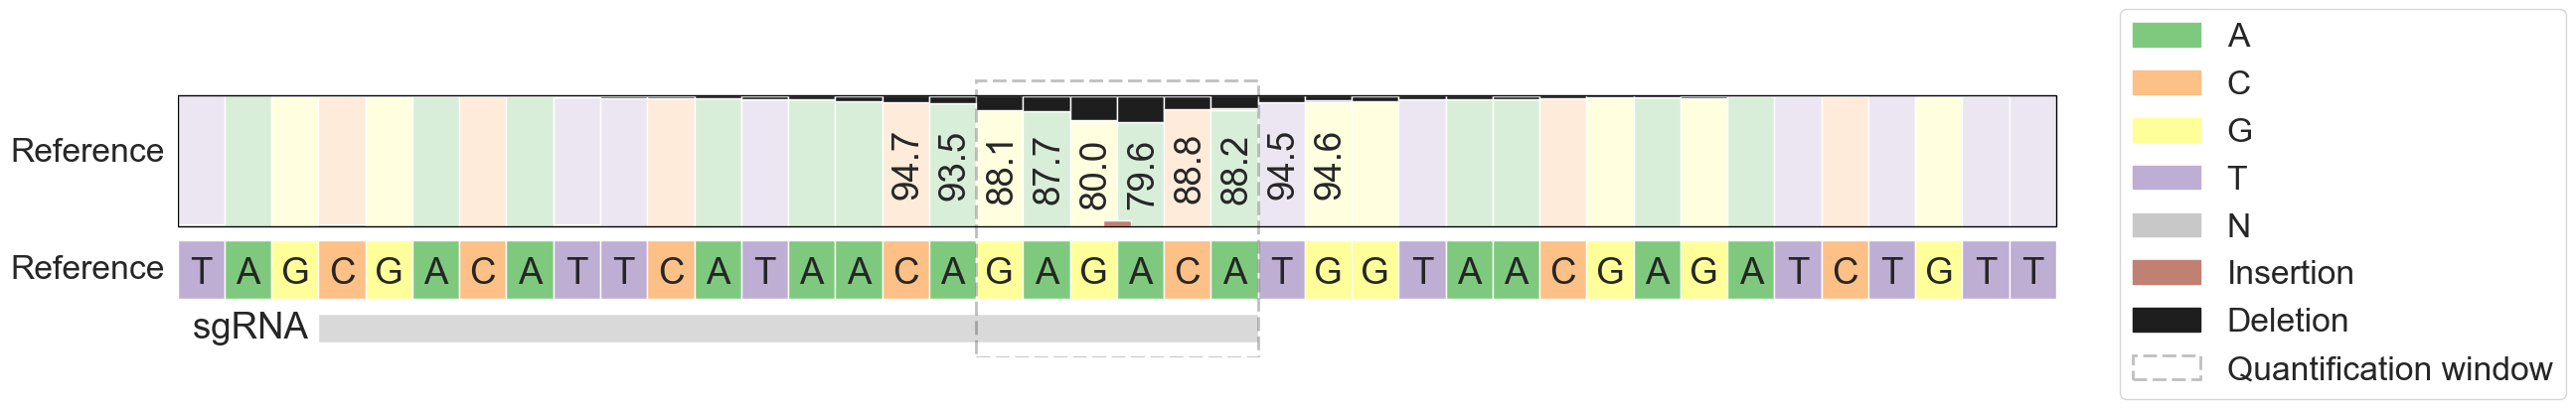 Reference 94.7 93.5 88.1 87.7 80.0 79.6 88.8 88.2 94.5 94.6
Reference T A G C G A C A T T C A T A A C A G A G A C A T G G T A A C G A G A T C T G T T
sgRNA
A
C
G
T
N
Insertion
Deletion
Quantification window